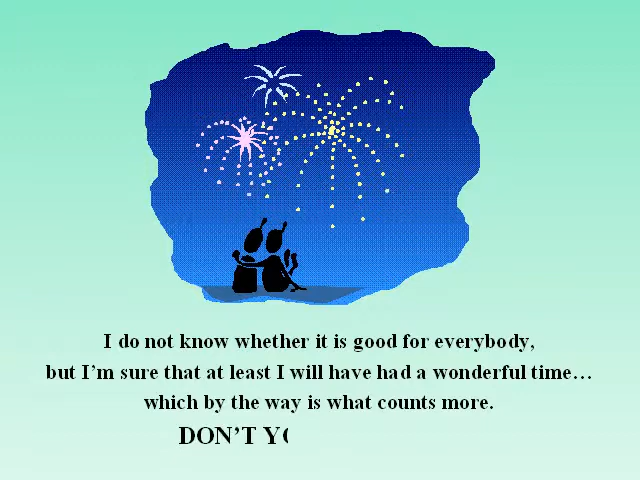 I do not know whether it is good for everybody,
but I’m sure that at least I will have had a wonderful time…
which by the way is what counts more.
DON’T